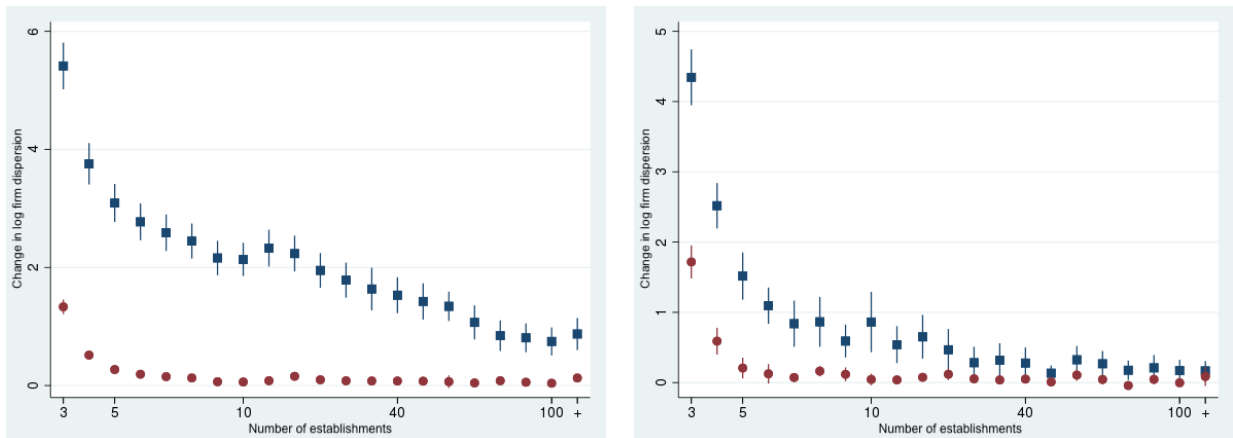 Change in log firm dispersion
6
4
2
0
3 5 10 40 100 +
Number of establishments
Change in log firm dispersion
5
4
3
2
1
0
3 5 10 40 100 +
Number of establishments